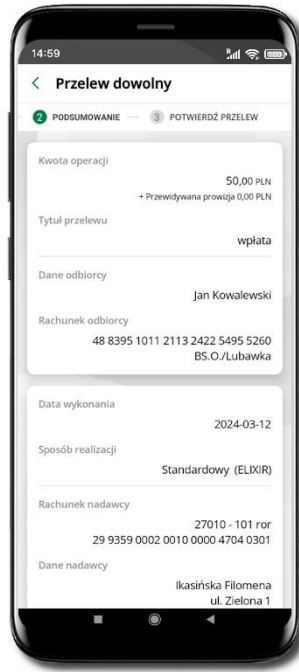 14:59
Przelew dowolny
2 PODSUMOWANIE 3 POTWIERDŹ PRZELEW
Kwota operacji
50,00 PLN
+ Przewidywana prowizja 0,00 PLN
Tytuł przelewu
wpłata
Dane odbiorcy
Jan Kowalewski
Rachunek odbiorcy
48 8395 1011 2113 2422 5495 5260
BS.O./Lubawka
Data wykonania
2024-03-12
Sposób realizacji
Standardowy (ELIXIR)
Rachunek nadawcy
27010 - 101 ror
29 9359 0002 0010 0000 4704 0301
Dane nadawcy
Ikasińska Filomena
ul. Zielona 1